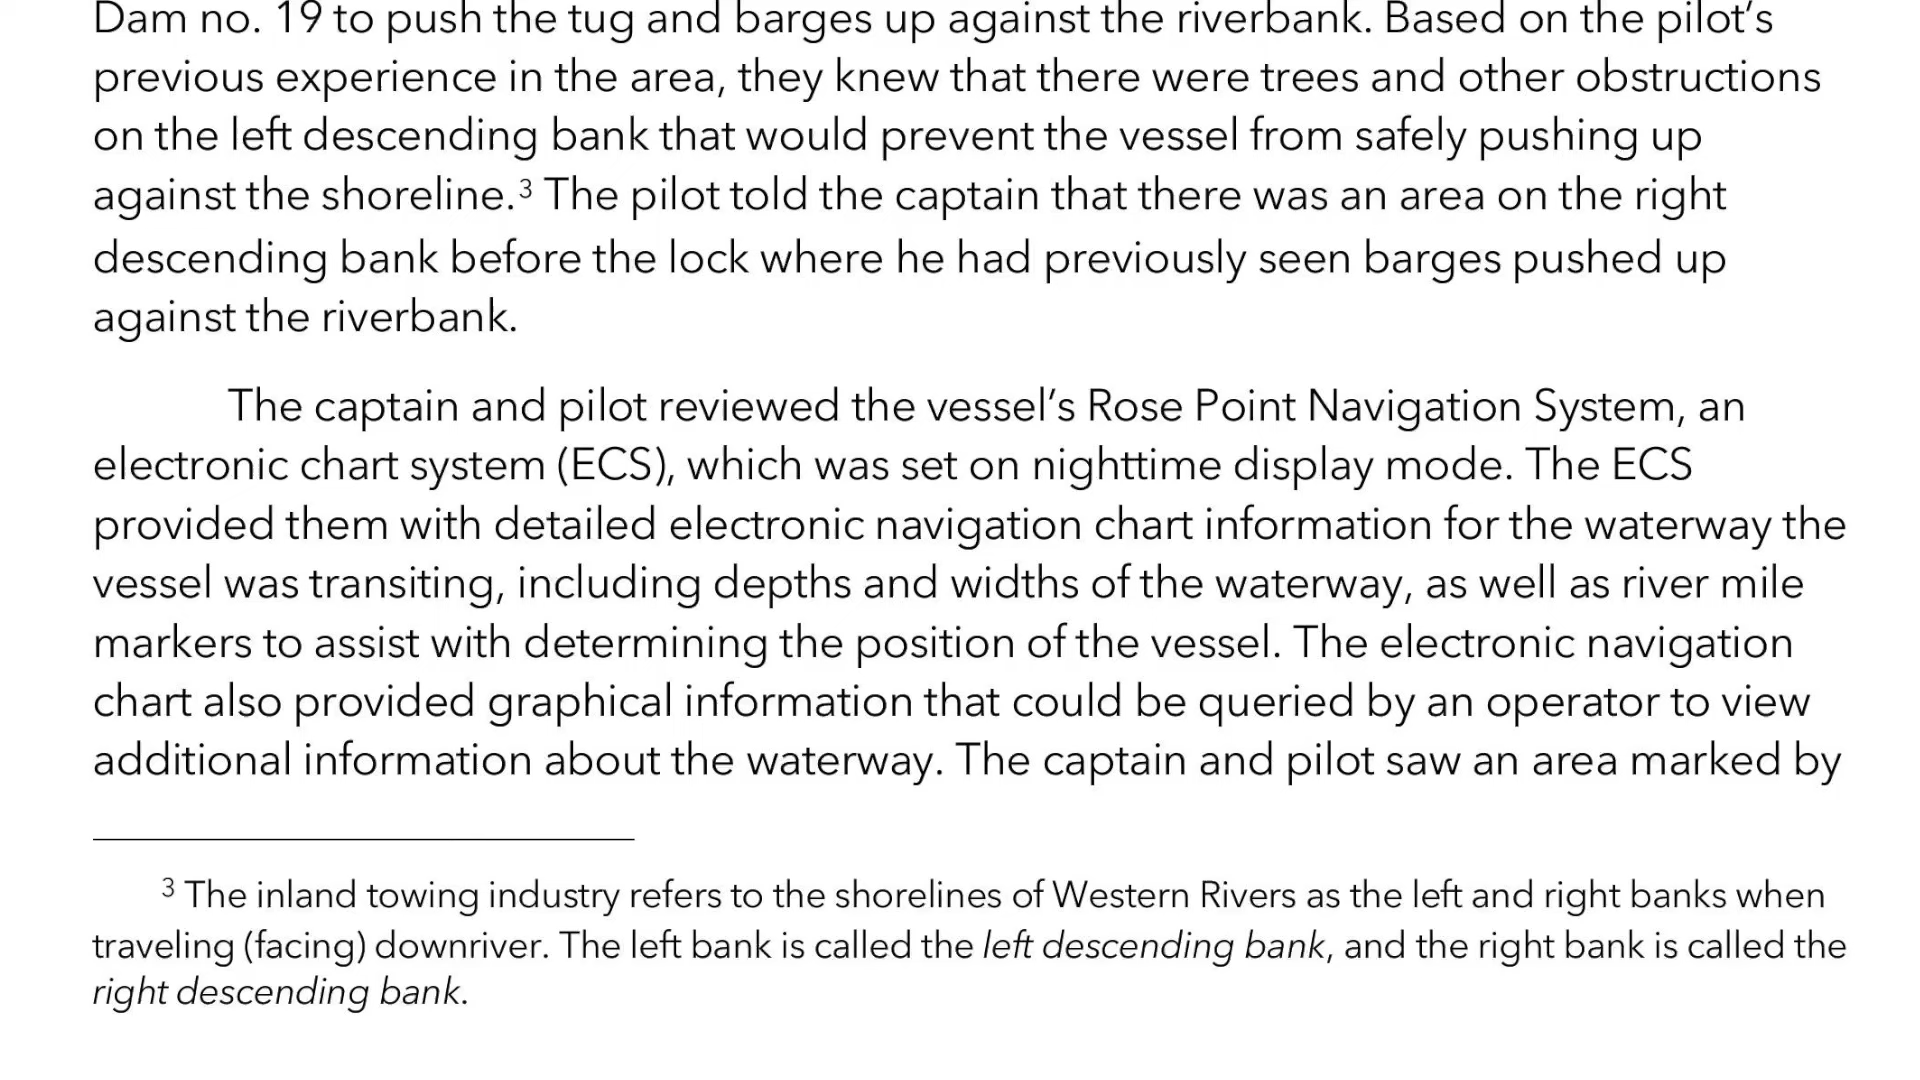 Dam no. 19 to push the tug and barges up against the riverbank. Based on the pilot’s
previous experience in the area, they knew that there were trees and other obstructions
on the left descending bank that would prevent the vessel from safely pushing up
against the shoreline.³ The pilot told the captain that there was an area on the right
descending bank before the lock where he had previously seen barges pushed up
against the riverbank.
The captain and pilot reviewed the vessel’s Rose Point Navigation System, an
electronic chart system (ECS), which was set on nighttime display mode. The ECS
provided them with detailed electronic navigation chart information for the waterway the
vessel was transiting, including depths and widths of the waterway, as well as river mile
markers to assist with determining the position of the vessel. The electronic navigation
chart also provided graphical information that could be queried by an operator to view
additional information about the waterway. The captain and pilot saw an area marked by
³ The inland towing industry refers to the shorelines of Western Rivers as the left and right banks when
traveling (facing) downriver. The left bank is called the left descending bank, and the right bank is called the
right descending bank.